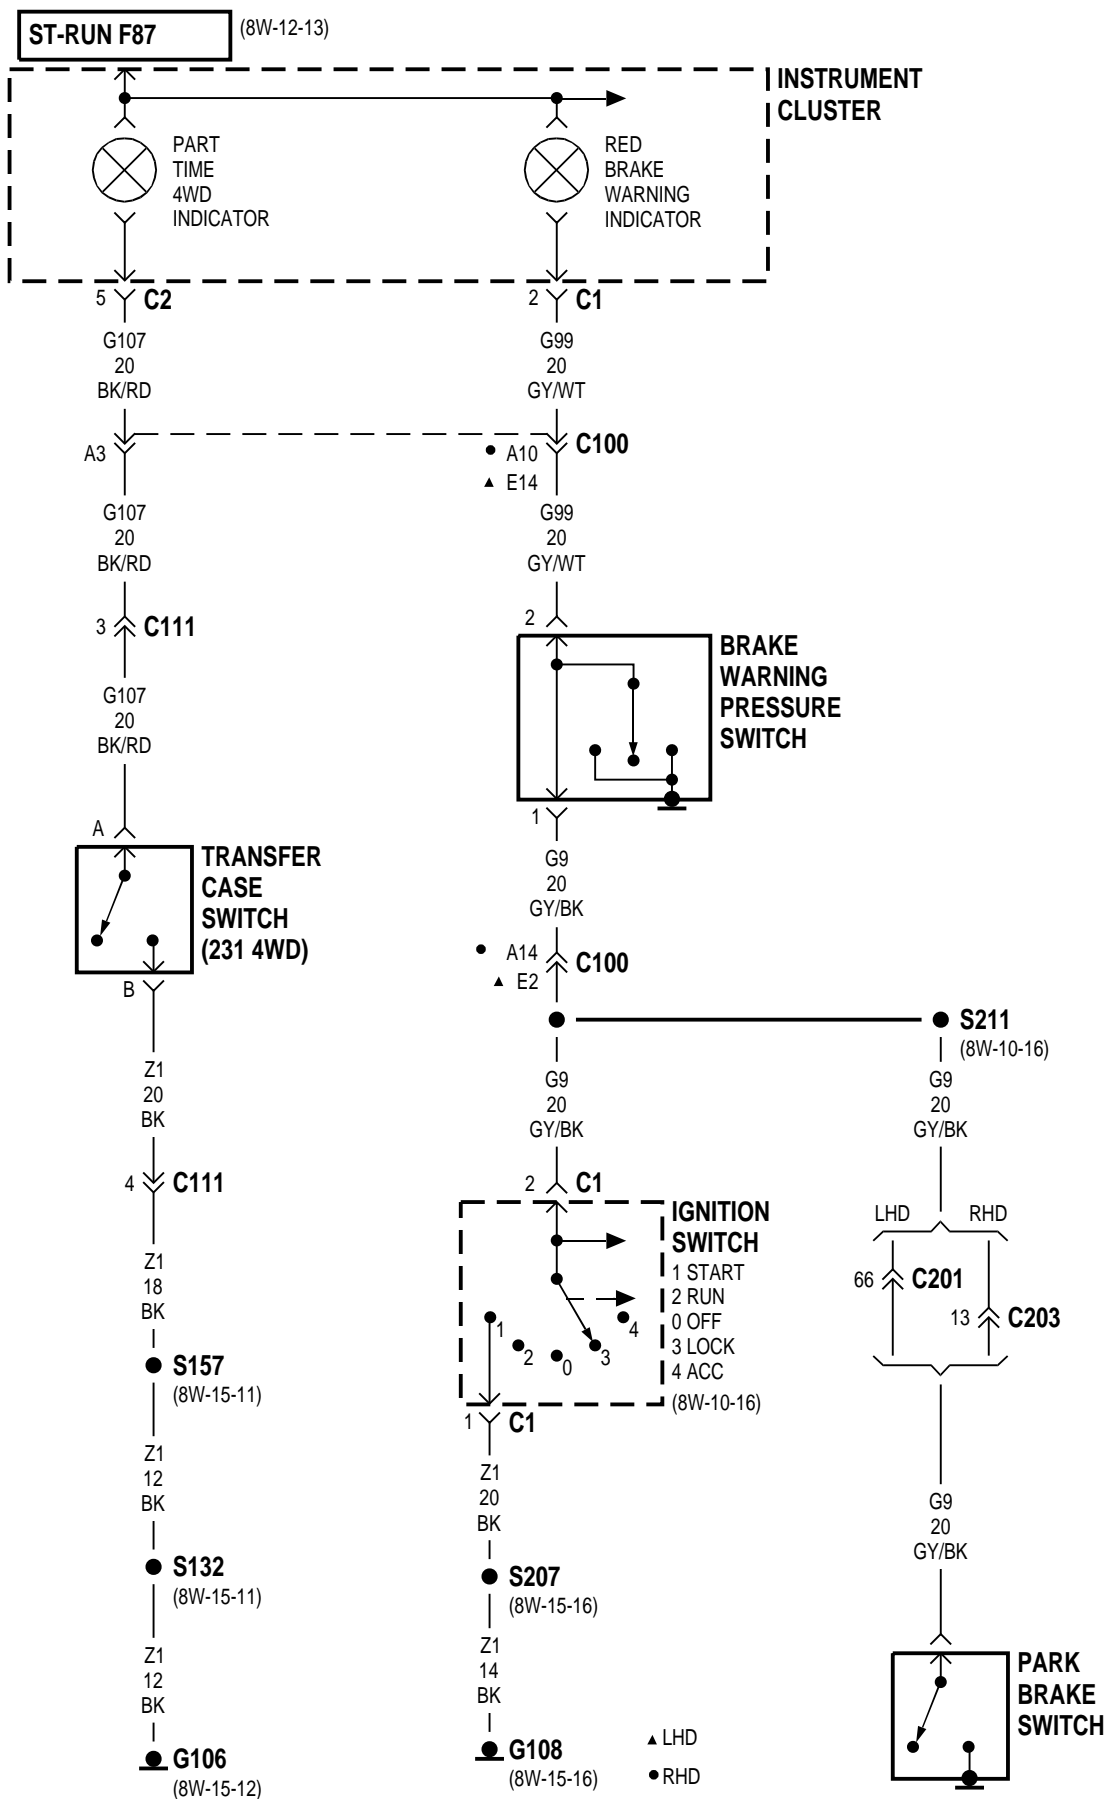 ST-RUN F87
(8W-12-13)
INSTRUMENT
CLUSTER
PART
TIME
4WD
INDICATOR
RED
BRAKE
WARNING
INDICATOR
5 C2
2 C1
G107
20
BK/RD
G99
20
GY/WT
A3
● A10
▲ E14
C100
G107
20
BK/RD
G99
20
GY/WT
3 C111
2
BRAKE
WARNING
PRESSURE
SWITCH
G107
20
BK/RD
1
A
TRANSFER
CASE
SWITCH
(231 4WD)
B
G9
20
GY/BK
● A14
▲ E2
C100
S211
(8W-10-16)
Z1
20
BK
G9
20
GY/BK
G9
20
GY/BK
4 C111
2 C1
IGNITION
SWITCH
1 START
2 RUN
0 OFF
3 LOCK
4 ACC
(8W-10-16)
1
2
0
3
4
LHD
RHD
66 C201
13 C203
Z1
18
BK
S157
(8W-15-11)
1 C1
Z1
12
BK
Z1
20
BK
G9
20
GY/BK
S132
(8W-15-11)
S207
(8W-15-16)
Z1
12
BK
Z1
14
BK
PARK
BRAKE
SWITCH
G106
(8W-15-12)
G108
(8W-15-16)
▲ LHD
● RHD